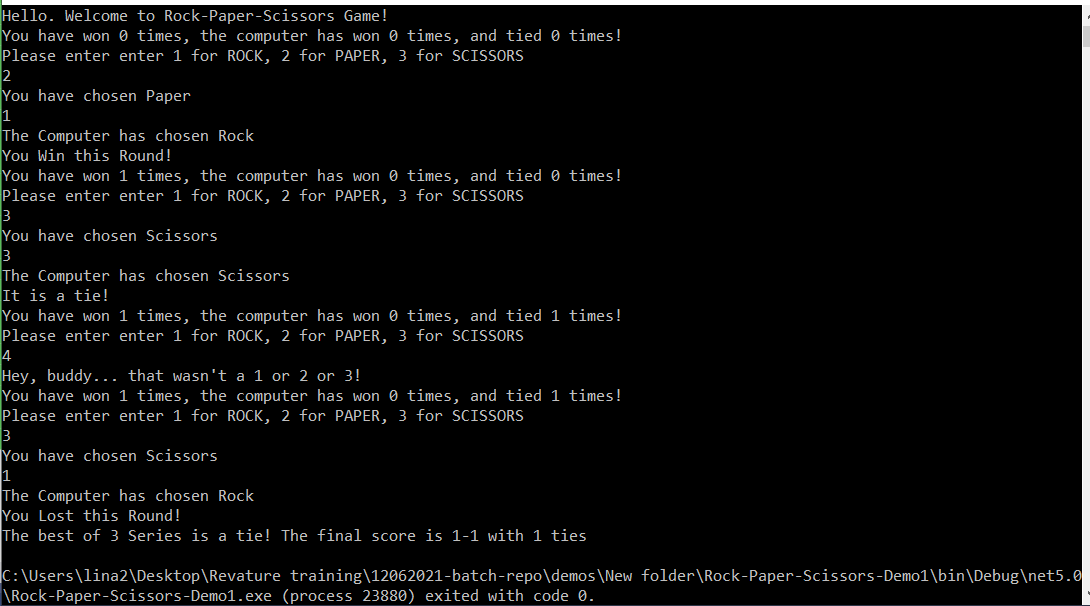 Hello. Welcome to Rock-Paper-Scissors Game!
You have won 0 times, the computer has won 0 times, and tied 0 times!
Please enter enter 1 for ROCK, 2 for PAPER, 3 for SCISSORS
2
You have chosen Paper
1
The Computer has chosen Rock
You Win this Round!
You have won 1 times, the computer has won 0 times, and tied 0 times!
Please enter enter 1 for ROCK, 2 for PAPER, 3 for SCISSORS
3
You have chosen Scissors
3
The Computer has chosen Scissors
It is a tie!
You have won 1 times, the computer has won 0 times, and tied 1 times!
Please enter enter 1 for ROCK, 2 for PAPER, 3 for SCISSORS
4
Hey, buddy... that wasn't a 1 or 2 or 3!
You have won 1 times, the computer has won 0 times, and tied 1 times!
Please enter enter 1 for ROCK, 2 for PAPER, 3 for SCISSORS
3
You have chosen Scissors
1
The Computer has chosen Rock
You Lost this Round!
The best of 3 Series is a tie! The final score is 1-1 with 1 ties
C:\Users\lina2\Desktop\Revature training\12062021-batch-repo\demos\New folder\Rock-Paper-Scissors-Demo1\bin\Debug\net5.0
\Rock-Paper-Scissors-Demo1.exe (process 23880) exited with code 0.